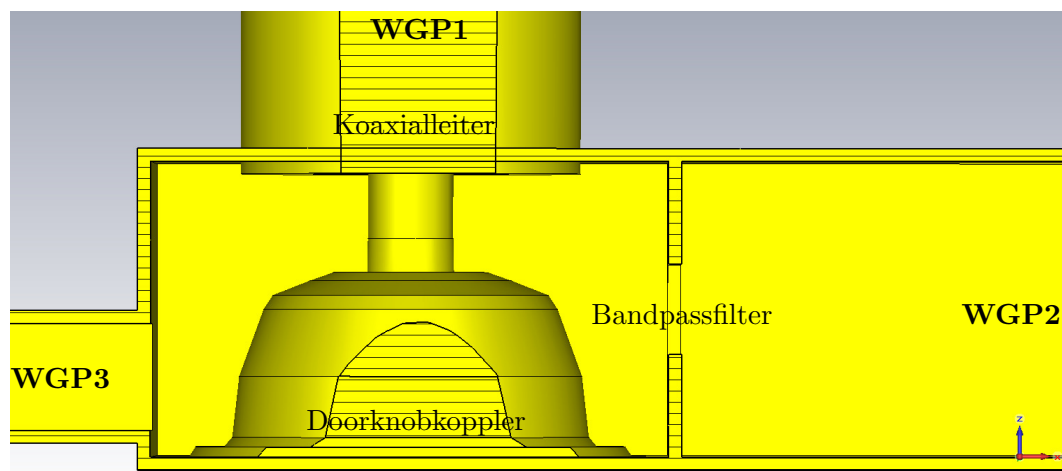 WGP1
Koaxialleiter
Bandpassfilter
WGP2
WGP3
Doorknobkoppler
z